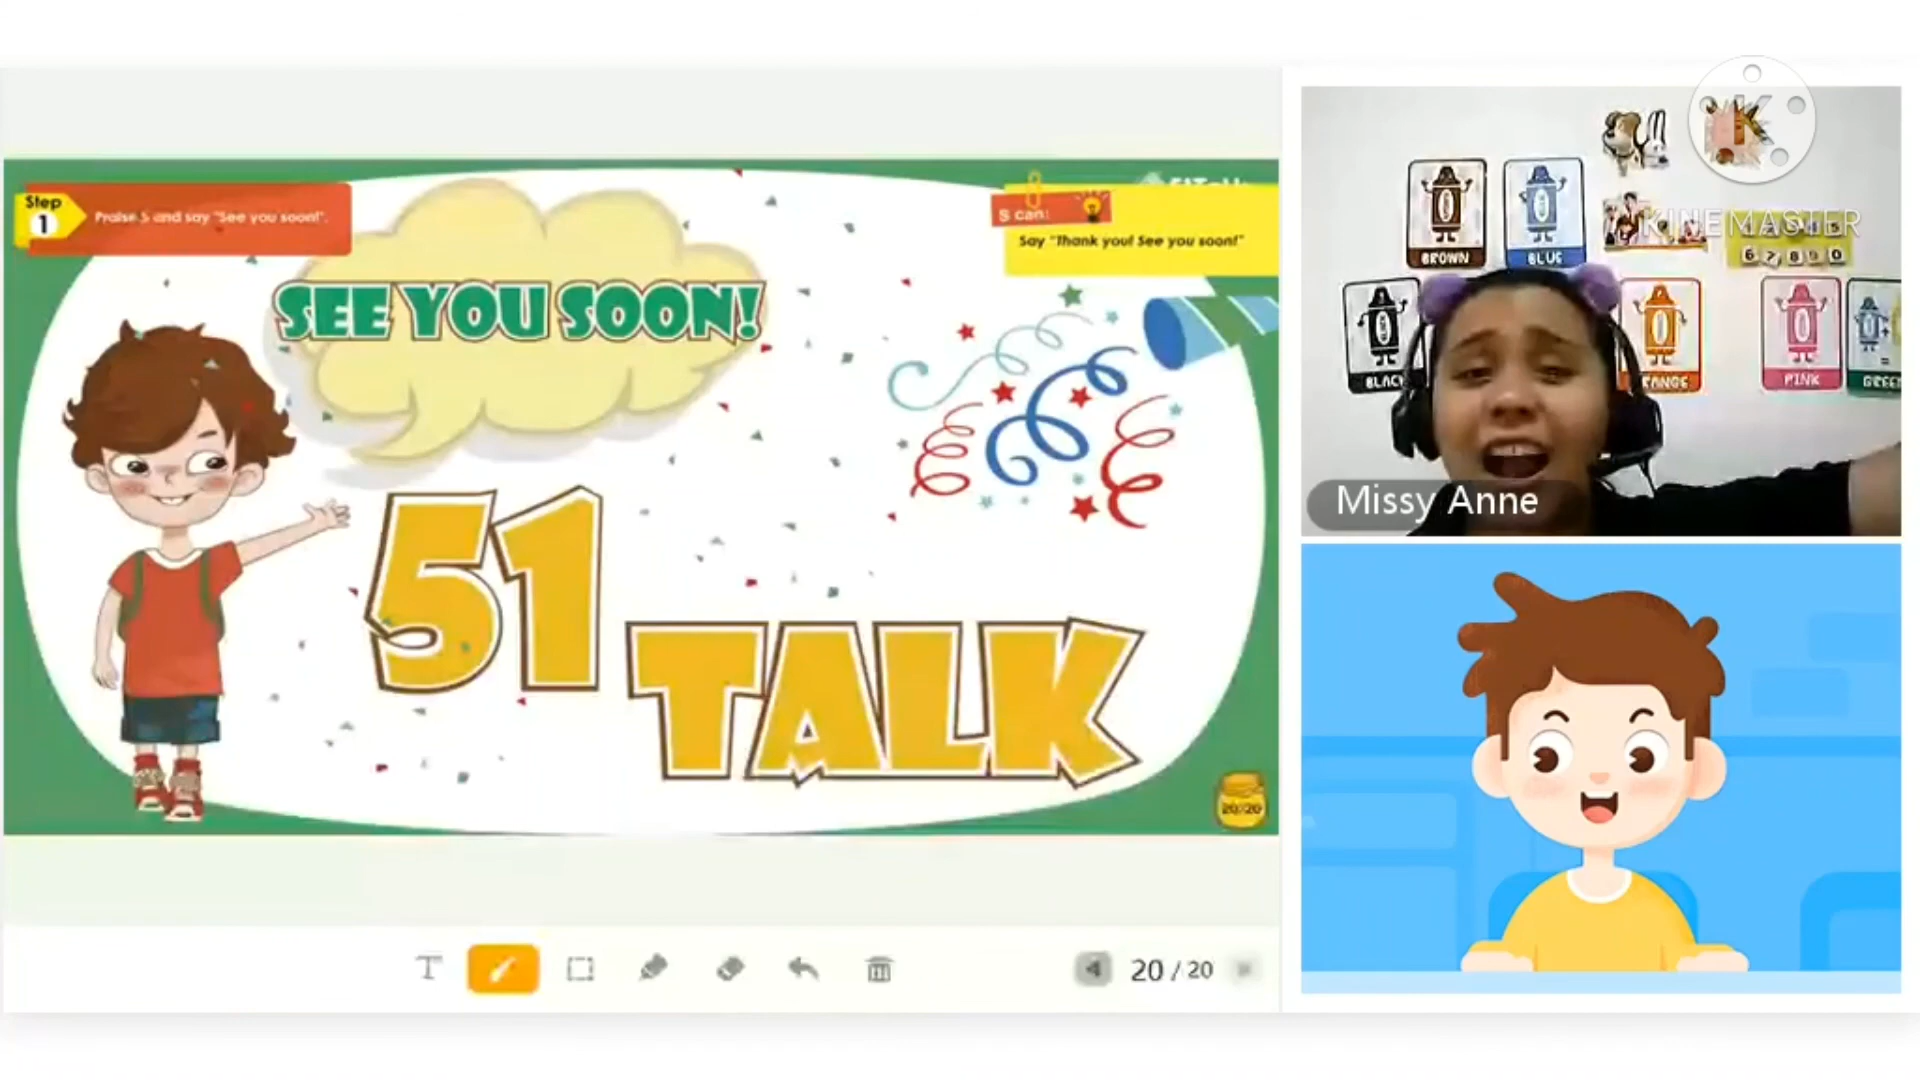 Step
1
Praise S and say "See you soon!".
S can:
Say "Thank you! See you soon!"
SEE YOU SOON!
51
TALK
20/20
T
20 / 20
K
KINEMASTER
BROWN
BLUE
6 7 8 9 0
BLACK
PINK
Missy Anne